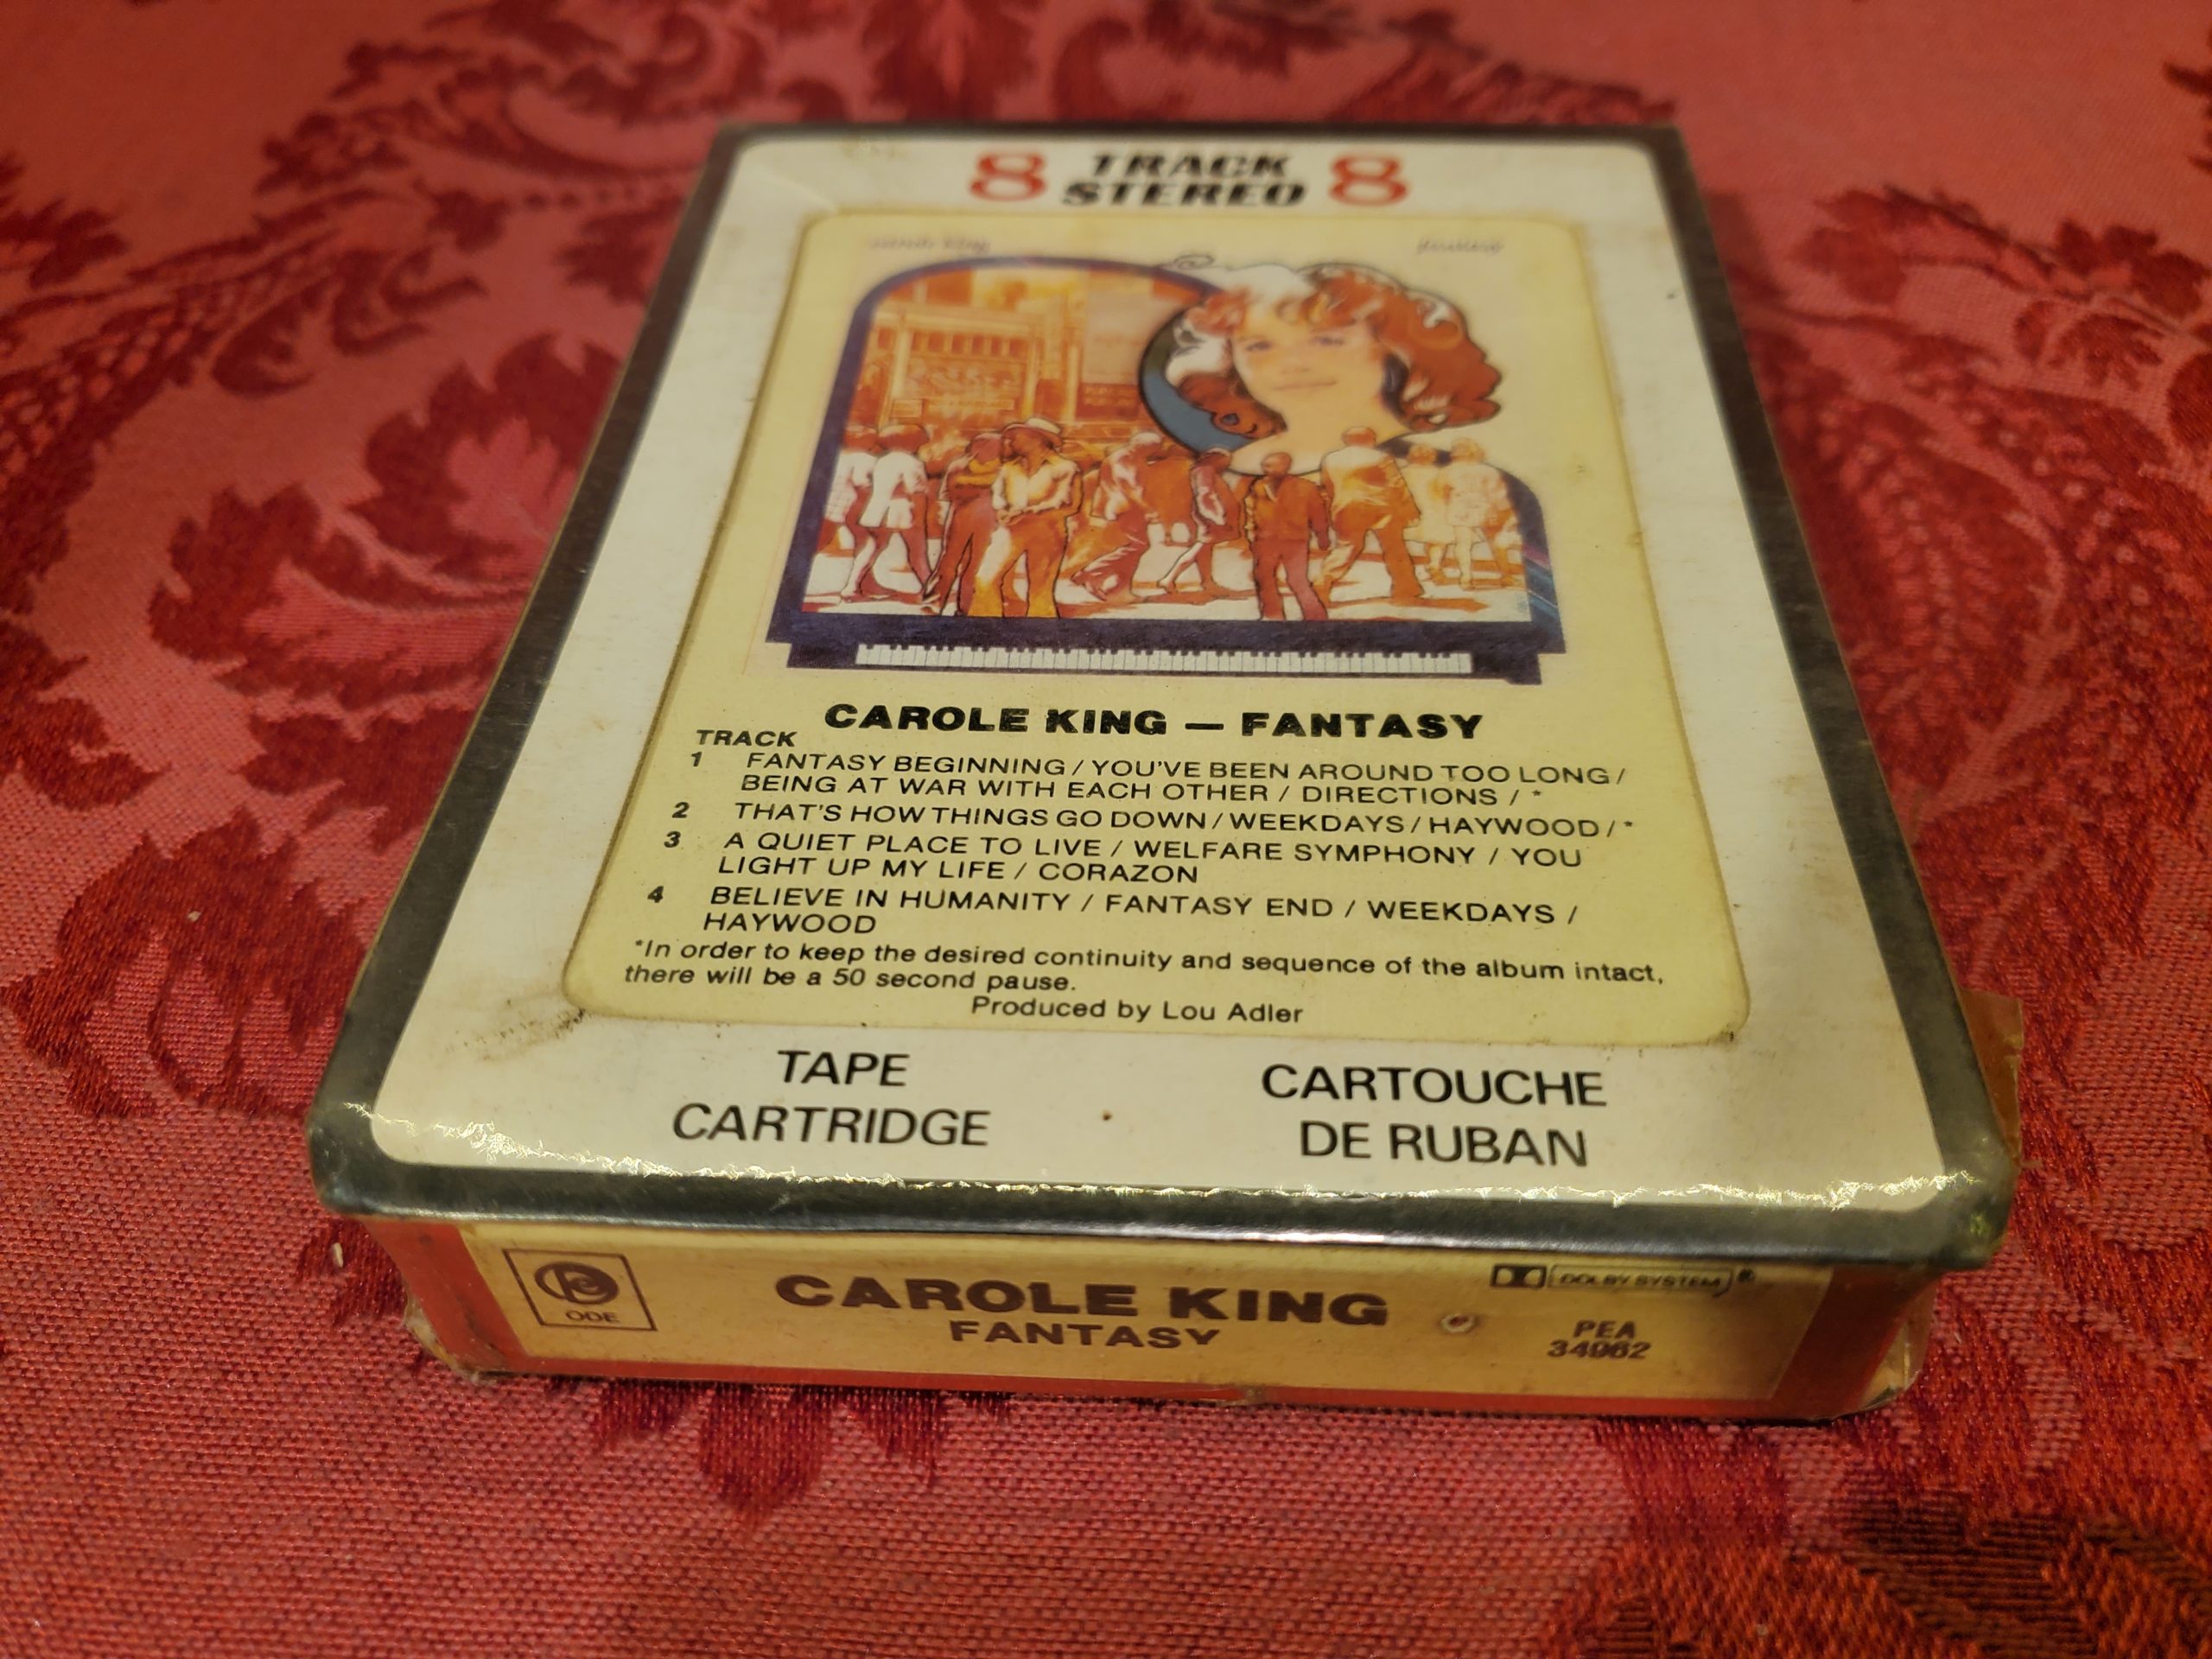 8 TRACK STEREO 8
CAROLE KING — FANTASY
TRACK
1 FANTASY BEGINNING / YOU'VE BEEN AROUND TOO LONG /
BEING AT WAR WITH EACH OTHER / DIRECTIONS / *
2 THAT'S HOW THINGS GO DOWN / WEEKDAYS / HAYWOOD / *
3 A QUIET PLACE TO LIVE / WELFARE SYMPHONY / YOU
LIGHT UP MY LIFE / CORAZON
4 BELIEVE IN HUMANITY / FANTASY END / WEEKDAYS /
HAYWOOD
*In order to keep the desired continuity and sequence of the album intact,
there will be a 50 second pause.
Produced by Lou Adler
TAPE
CARTRIDGE
CARTOUCHE
DE RUBAN
ODE
CAROLE KING
FANTASY
DOLBY SYSTEM
PEA
34962